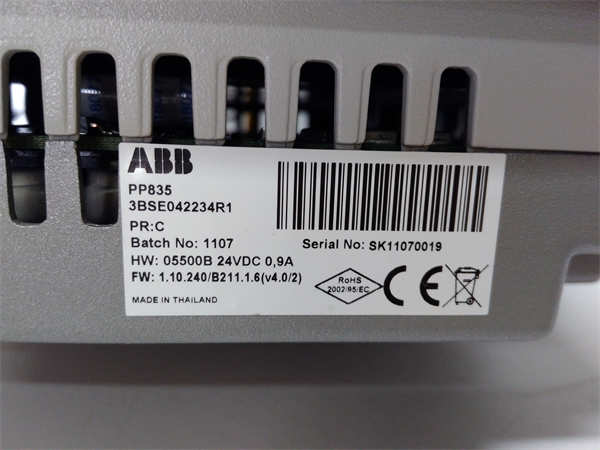 ABB
PP835
3BSE042234R1
PR:C
Batch No: 1107
Serial No: SK11070019
HW: 05500B 24VDC 0,9A
FW: 1.10.240/B211.1.6(v4.0/2)
RoHS
2002/95/EC
CE
MADE IN THAILAND